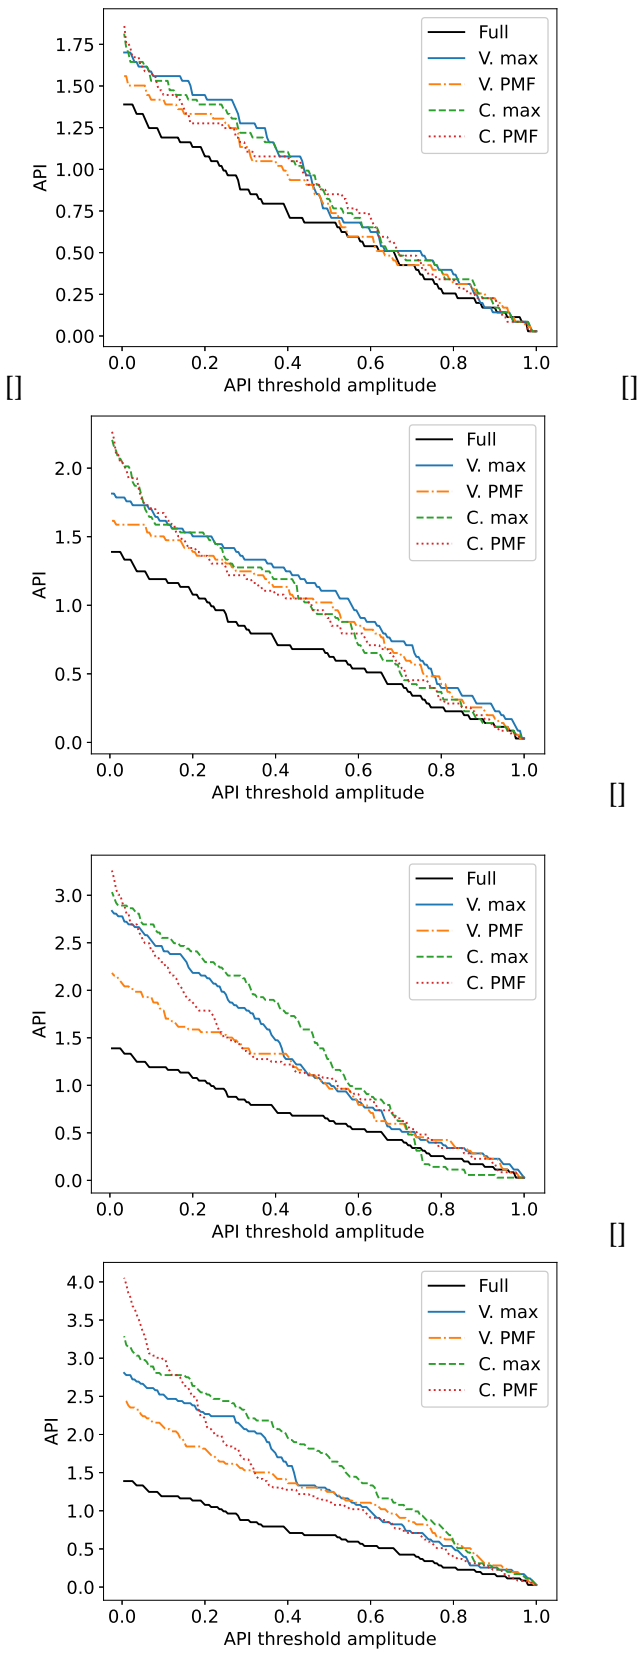 1.75
1.50
1.25
1.00
0.75
0.50
0.25
0.00
API
Full
V. max
V. PMF
C. max
C. PMF
0.0 0.2 0.4 0.6 0.8 1.0
API threshold amplitude
[] []
2.0
1.5
1.0
0.5
0.0
API
Full
V. max
V. PMF
C. max
C. PMF
0.0 0.2 0.4 0.6 0.8 1.0
API threshold amplitude
[]
3.0
2.5
2.0
1.5
1.0
0.5
0.0
API
Full
V. max
V. PMF
C. max
C. PMF
0.0 0.2 0.4 0.6 0.8 1.0
API threshold amplitude
[]
4.0
3.5
3.0
2.5
2.0
1.5
1.0
0.5
0.0
API
Full
V. max
V. PMF
C. max
C. PMF
0.0 0.2 0.4 0.6 0.8 1.0
API threshold amplitude